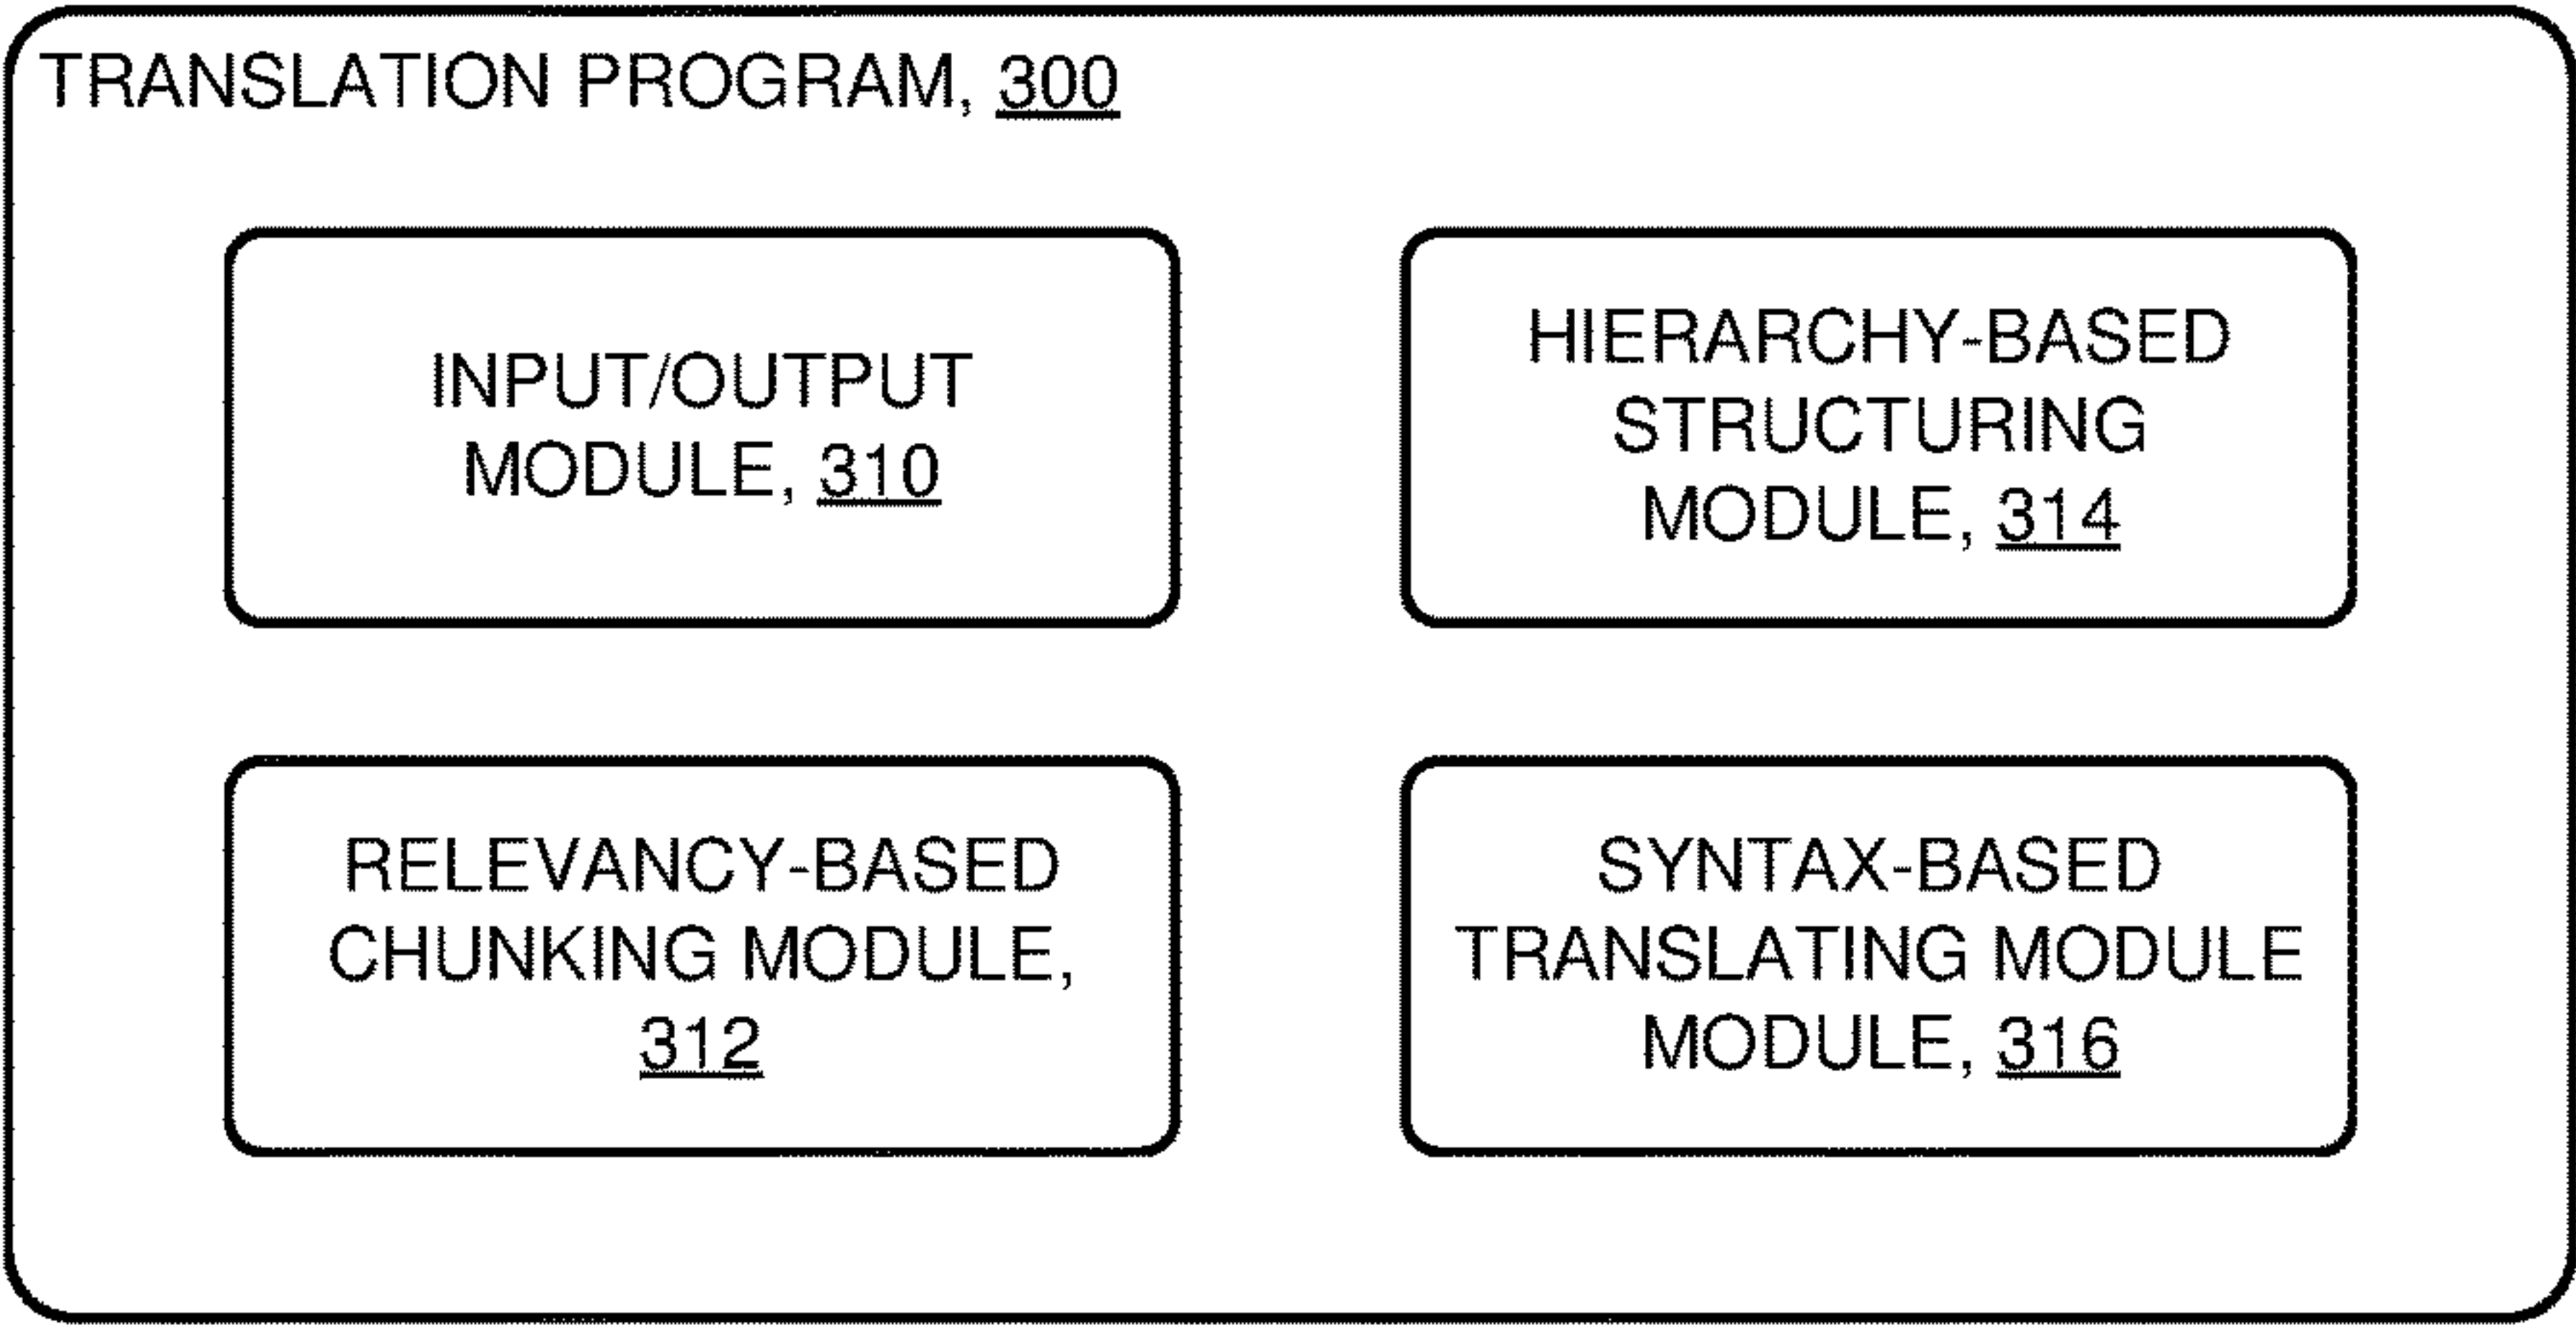 TRANSLATION PROGRAM, 300
INPUT/OUTPUT
MODULE, 310
HIERARCHY-BASED
STRUCTURING
MODULE, 314
RELEVANCY-BASED
CHUNKING MODULE,
312
SYNTAX-BASED
TRANSLATING MODULE
MODULE, 316